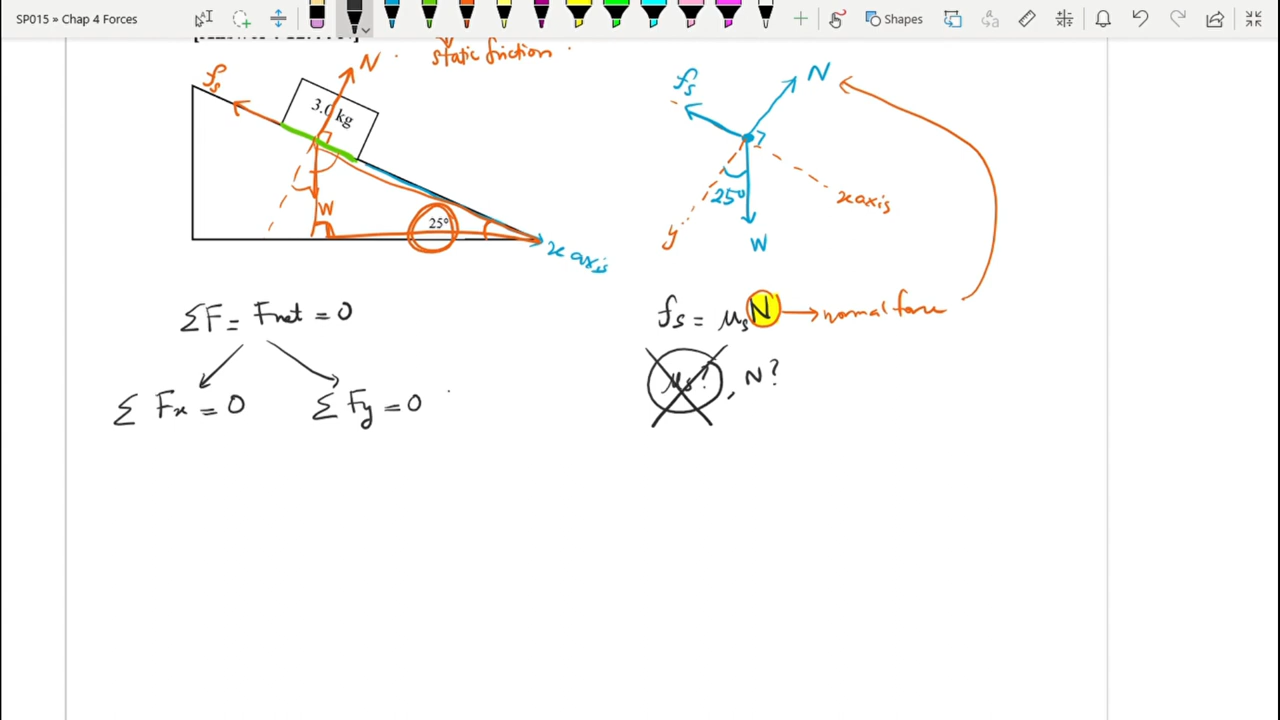 SP015 » Chap 4 Forces
Shapes
static friction
fs
N
3.0 kg
W
25°
x axis
fs
N
25°
x axis
y
W
ΣF = Fnet = 0
ΣFx = 0
ΣFy = 0
fs = μs N → normal force
μs? , N?